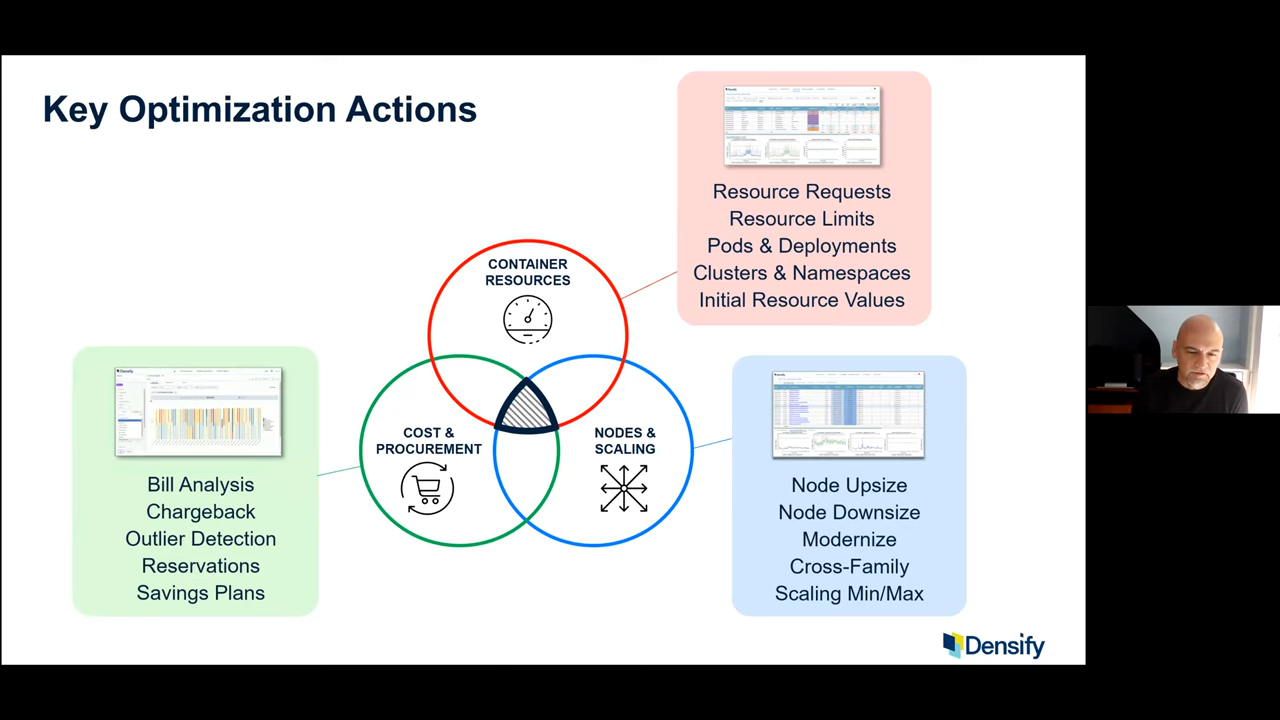 Key Optimization Actions
Resource Requests
Resource Limits
Pods & Deployments
Clusters & Namespaces
Initial Resource Values
CONTAINER
RESOURCES
COST &
PROCUREMENT
NODES &
SCALING
Densify
Bill Analysis
Chargeback
Outlier Detection
Reservations
Savings Plans
Node Upsize
Node Downsize
Modernize
Cross-Family
Scaling Min/Max
Densify